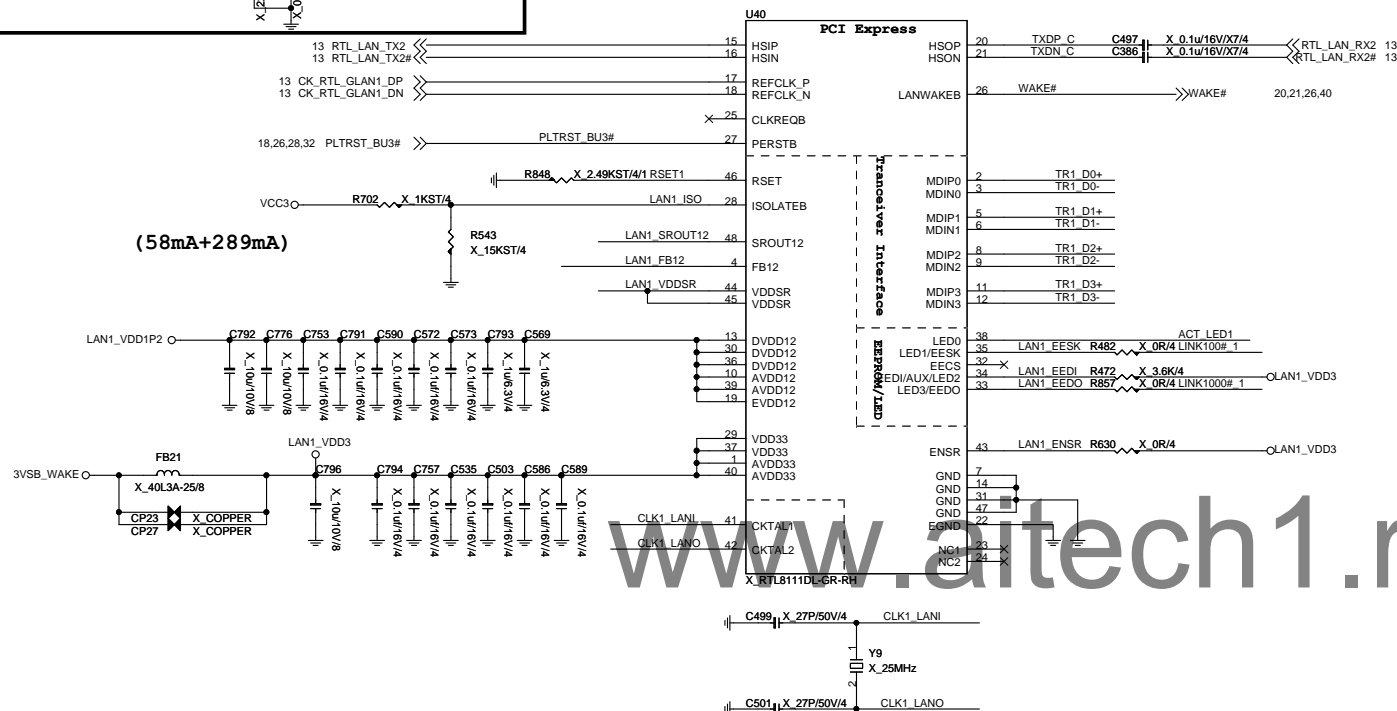 U40
PCI Express
13 RTL_LAN_TX2 15 HSIP
13 RTL_LAN_TX2# 16 HSIN
13 CK_RTL_GLAN1_DP 17 REFCLK_P
13 CK_RTL_GLAN1_DN 18 REFCLK_N
25 CLKREQB
18,26,28,32 PLTRST_BU3# PLTRST_BU3# 27 PERSTB
HSOP 20 TXDP_C C497 X_0.1u/16V/X7/4 RTL_LAN_RX2 13
HSON 21 TXDN_C C386 X_0.1u/16V/X7/4 RTL_LAN_RX2# 13
LANWAKEB 26 WAKE# WAKE# 20,21,26,40
R848 X_2.49KST/4/1 RSET1 46 RSET
VCC3 R702 X_1KST/4 LAN1_ISO 28 ISOLATEB
(58mA+289mA)
R543
X_15KST/4
LAN1_SROUT12 48 SROUT12
LAN1_FB12 4 FB12
LAN1_VDDSR 44 VDDSR
45 VDDSR
Tranceiver Interface
MDIP0 2 TR1_D0+
MDIN0 3 TR1_D0-
MDIP1 5 TR1_D1+
MDIN1 6 TR1_D1-
MDIP2 8 TR1_D2+
MDIN2 9 TR1_D2-
MDIP3 11 TR1_D3+
MDIN3 12 TR1_D3-
LAN1_VDD1P2
C792 C776 C753 C791 C590 C572 C573 C793 C569
X_10u/10V/8
X_10u/10V/8
X_0.1uf/16V/4
X_0.1uf/16V/4
X_0.1uf/16V/4
X_0.1uf/16V/4
X_0.1uf/16V/4
X_1u/6.3V/4
X_1u/6.3V/4
13 DVDD12
30 DVDD12
36 DVDD12
10 AVDD12
39 AVDD12
19 EVDD12
EEPROM/LED
LED0 38 ACT_LED1
LED1/EESK 35 LAN1_EESK R482 X_0R/4 LINK100#_1
EECS 32
EEDI/AUX/LED2 34 LAN1_EEDI R472 X_3.6K/4 LAN1_VDD3
LED3/EEDO 33 LAN1_EEDO R857 X_0R/4 LINK1000#_1
29 VDD33
37 VDD33
1 AVDD33
40 AVDD33
ENSR 43 LAN1_ENSR R630 X_0R/4 LAN1_VDD3
LAN1_VDD3
3VSB_WAKE
FB21
X_40L3A-25/8
CP23 X_COPPER
CP27 X_COPPER
C796 C794 C757 C535 C503 C586 C589
X_10u/10V/8
X_0.1uf/16V/4
X_0.1uf/16V/4
X_0.1uf/16V/4
X_0.1uf/16V/4
X_0.1uf/16V/4
X_0.1uf/16V/4
GND 7
GND 14
GND 31
GND 47
EGND 22
CLK1_LANI 41 CKTAL1
CLK1_LANO 42 CKTAL2
NC1 23
NC2 24
X_RTL8111DL-GR-RH
www.aitech1.r
C499 X_27P/50V/4 CLK1_LANI
1
Y9
X_25MHz
2
C501 X_27P/50V/4 CLK1_LANO